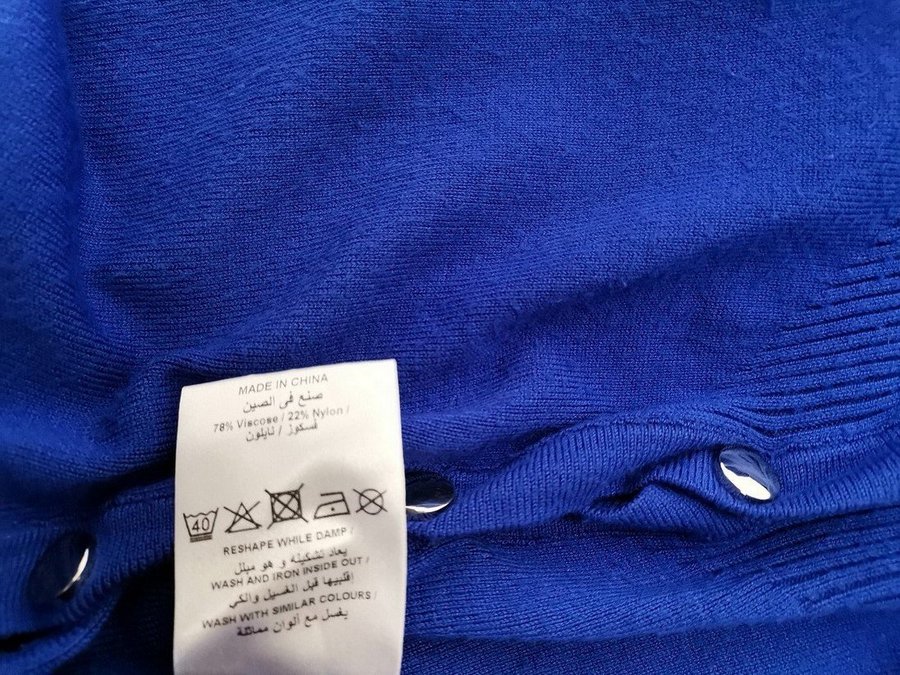 MADE IN CHINA
صنع في الصين
78% Viscose / 22% Nylon /
فسكوز / نايلون
40
RESHAPE WHILE DAMP /
يعاد تشكيله و هو مبلل
WASH AND IRON INSIDE OUT /
إقلبيها قبل الغسيل والكي
WASH WITH SIMILAR COLOURS /
يغسل مع ألوان مماثلة